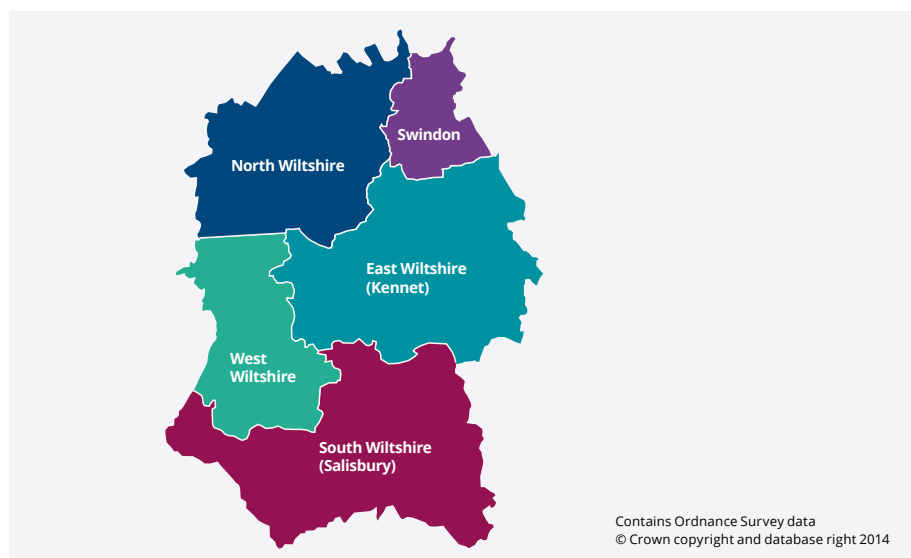 Swindon
North Wiltshire
East Wiltshire
(Kennet)
West
Wiltshire
South Wiltshire
(Salisbury)
Contains Ordnance Survey data
© Crown copyright and database right 2014